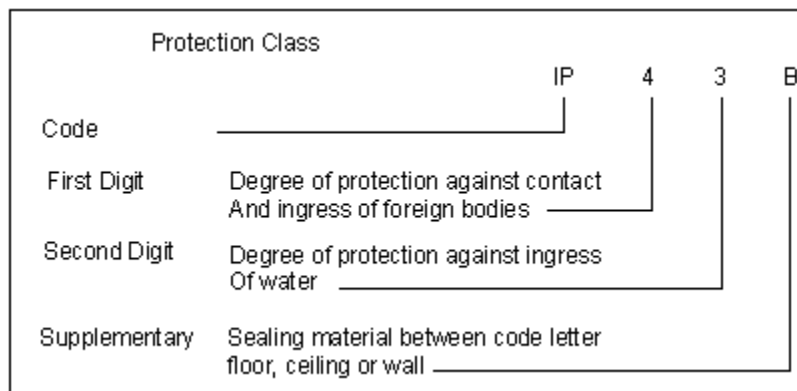 Protection Class
IP 4 3 B
Code
First Digit Degree of protection against contact
And ingress of foreign bodies
Second Digit Degree of protection against ingress
Of water
Supplementary Sealing material between code letter
floor, ceiling or wall